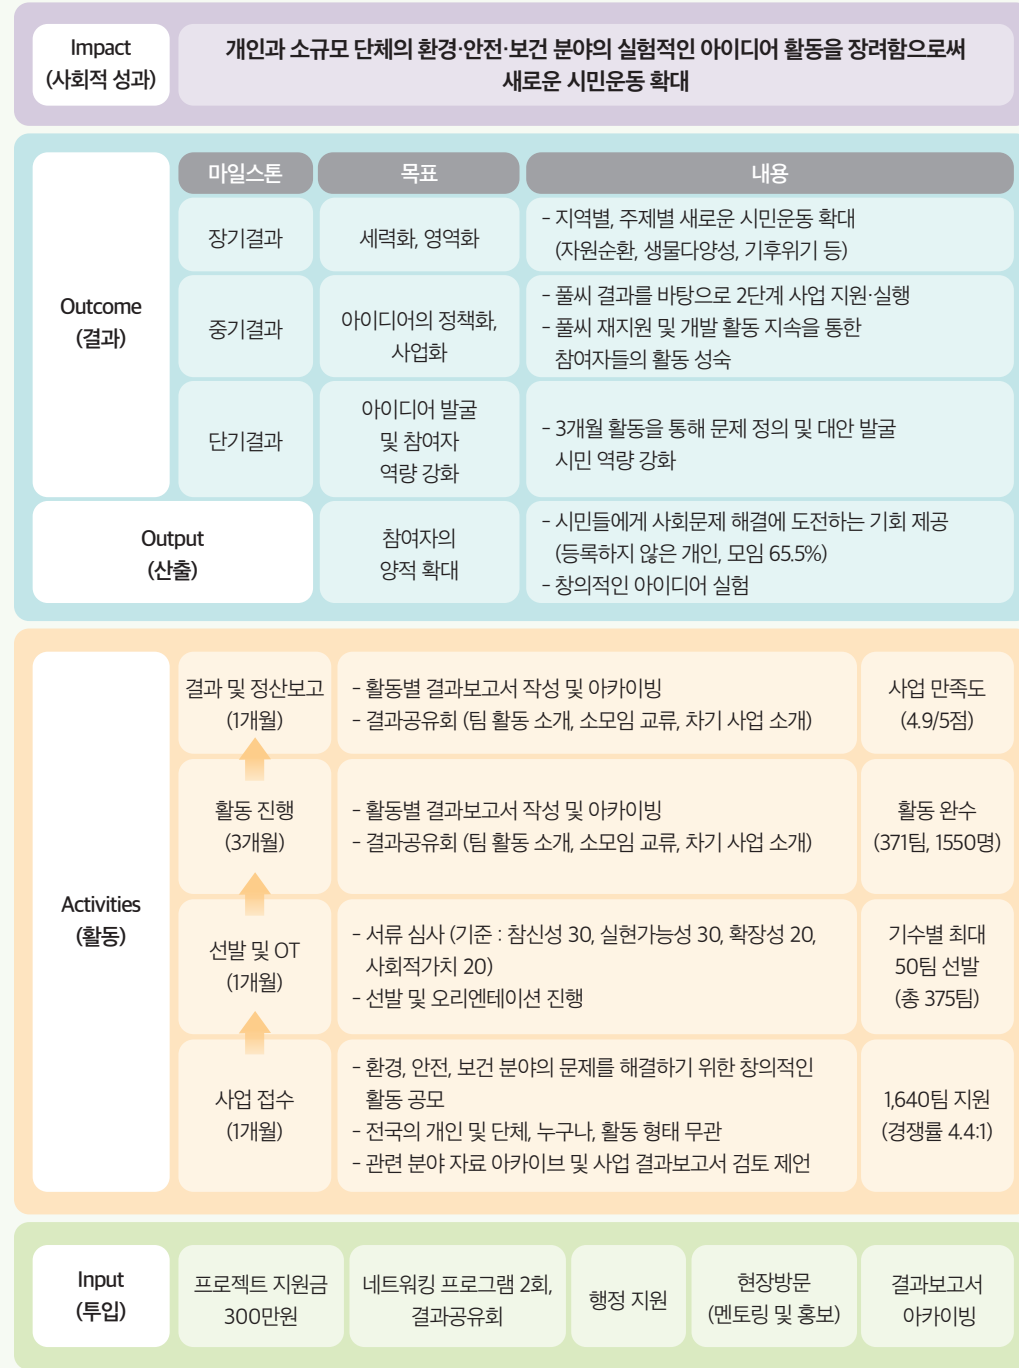 Impact
(사회적 성과)
개인과 소규모 단체의 환경·안전·보건 분야의 실험적인 아이디어 활동을 장려함으로써
새로운 시민운동 확대
Outcome
(결과)
마일스톤
목표
내용
장기결과
세력화, 영역화
- 지역별, 주제별 새로운 시민운동 확대
(자원순환, 생물다양성, 기후위기 등)
중기결과
아이디어의 정책화,
사업화
- 풀씨 결과를 바탕으로 2단계 사업 지원·실행
- 풀씨 재지원 및 개발 활동 지속을 통한
참여자들의 활동 성숙
단기결과
아이디어 발굴
및 참여자
역량 강화
- 3개월 활동을 통해 문제 정의 및 대안 발굴
시민 역량 강화
Output
(산출)
참여자의
양적 확대
- 시민들에게 사회문제 해결에 도전하는 기회 제공
(등록하지 않은 개인, 모임 65.5%)
- 창의적인 아이디어 실험
Activities
(활동)
결과 및 정산보고
(1개월)
- 활동별 결과보고서 작성 및 아카이빙
- 결과공유회 (팀 활동 소개, 소모임 교류, 차기 사업 소개)
사업 만족도
(4.9/5점)
활동 진행
(3개월)
- 활동별 결과보고서 작성 및 아카이빙
- 결과공유회 (팀 활동 소개, 소모임 교류, 차기 사업 소개)
활동 완수
(371팀, 1550명)
선발 및 OT
(1개월)
- 서류 심사 (기준 : 참신성 30, 실현가능성 30, 확장성 20,
사회적가치 20)
- 선발 및 오리엔테이션 진행
기수별 최대
50팀 선발
(총 375팀)
사업 접수
(1개월)
- 환경, 안전, 보건 분야의 문제를 해결하기 위한 창의적인
활동 공모
- 전국의 개인 및 단체, 누구나, 활동 형태 무관
- 관련 분야 자료 아카이브 및 사업 결과보고서 검토 제언
1,640팀 지원
(경쟁률 4.4:1)
Input
(투입)
프로젝트 지원금
300만원
네트워킹 프로그램 2회,
결과공유회
행정 지원
현장방문
(멘토링 및 홍보)
결과보고서
아카이빙